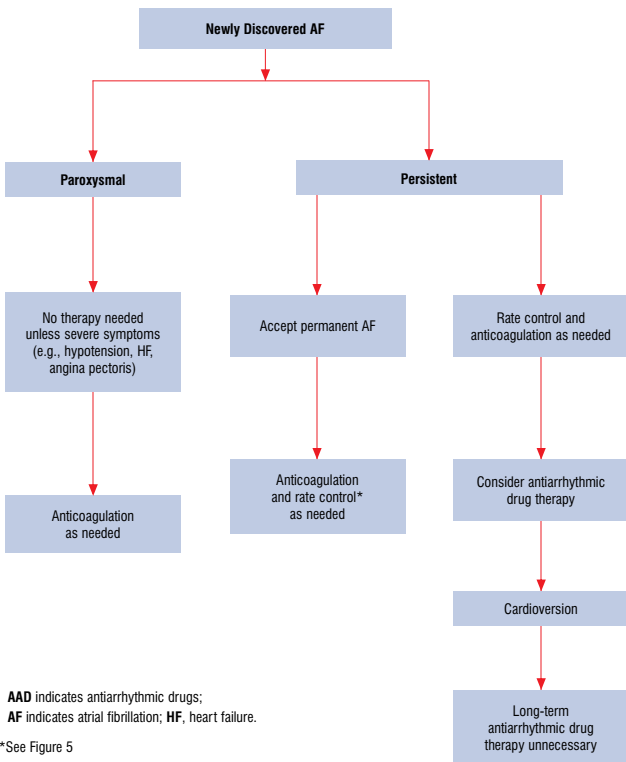 Newly Discovered AF
Paroxysmal
Persistent
No therapy needed
unless severe symptoms
(e.g., hypotension, HF,
angina pectoris)
Accept permanent AF
Rate control and
anticoagulation as needed
Anticoagulation
as needed
Anticoagulation
and rate control*
as needed
Consider antiarrhythmic
drug therapy
Cardioversion
Long-term
antiarrhythmic drug
therapy unnecessary
AAD indicates antiarrhythmic drugs;
AF indicates atrial fibrillation; HF, heart failure.
*See Figure 5